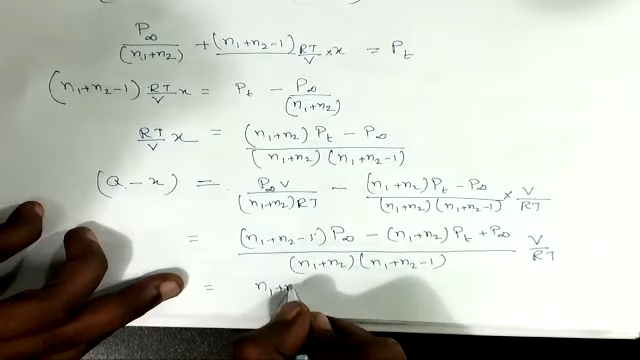 P∞/(n₁+n₂) + (n₁+n₂-1) RT/V × x = Pt
(n₁+n₂-1) RT/V x = Pt - P∞/(n₁+n₂)
RT/V x = (n₁+n₂) Pt - P∞ / (n₁+n₂) (n₁+n₂-1)
(a-x) = P∞ V/(n₁+n₂) RT - (n₁+n₂) Pt - P∞ / (n₁+n₂) (n₁+n₂-1) × V/RT
= (n₁+n₂-1) P∞ - (n₁+n₂) Pt + P∞ / (n₁+n₂) (n₁+n₂-1) V/RT
= n₁+n